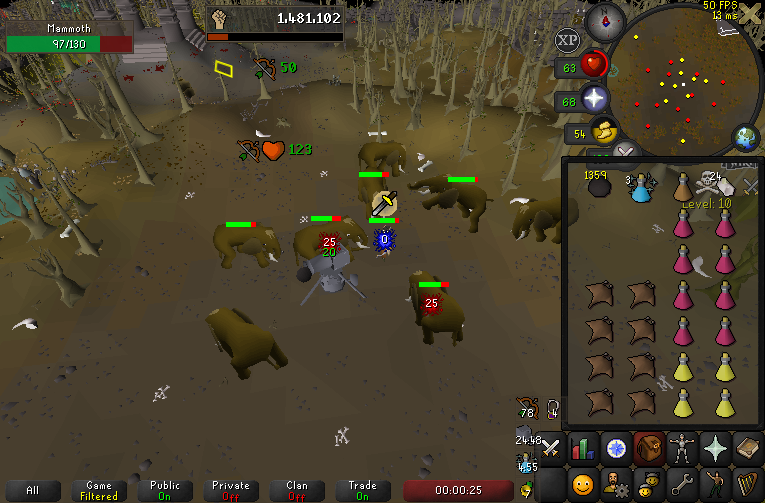 Mammoth
97/130
1,481,102
50 FPS
13 ms
50
XP
63
68
54
123
1359
3
24
Level: 10
25
20
0
25
78
4
24:48
4,55
All
Game
Filtered
Public
On
Private
Off
Clan
Off
Trade
On
00:00:25